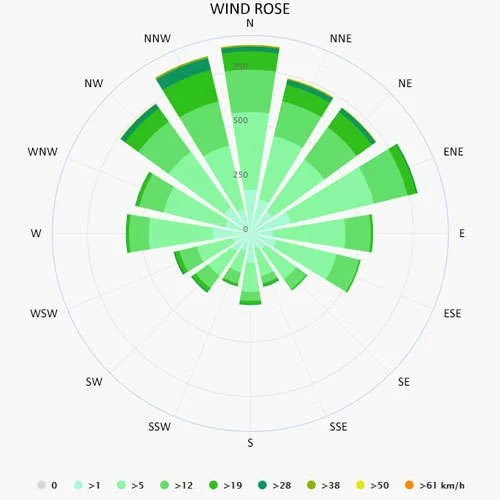 WIND ROSE
N
NNW
NNE
NW
NE
750
500
WNW
ENE
250
0
W
E
WSW
ESE
SW
SE
SSW
SSE
S
0 >1 >5 >12 >19 >28 >38 >50 >61 km/h